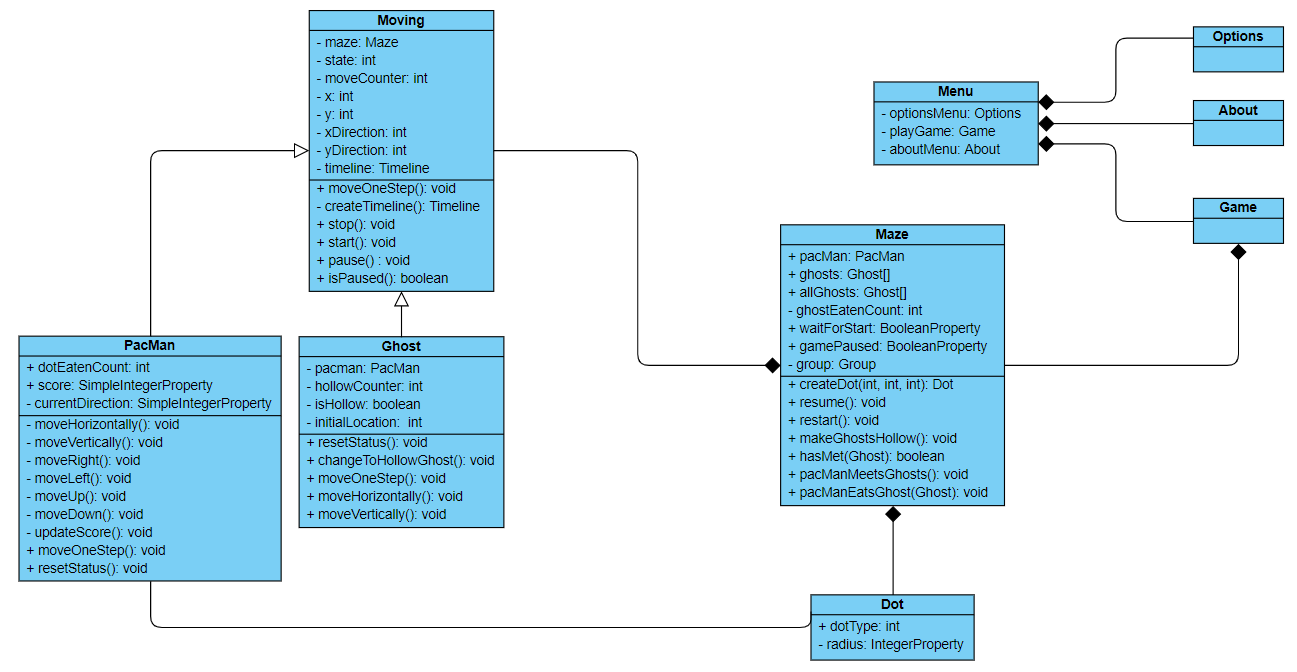 Moving
- maze: Maze
- state: int
- moveCounter: int
- x: int
- y: int
- xDirection: int
- yDirection: int
- timeline: Timeline
+ moveOneStep(): void
- createTimeline(): Timeline
+ stop(): void
+ start(): void
+ pause() : void
+ isPaused(): boolean
Options
About
Menu
- optionsMenu: Options
- playGame: Game
- aboutMenu: About
Game
Maze
+ pacMan: PacMan
+ ghosts: Ghost[]
+ allGhosts: Ghost[]
- ghostEatenCount: int
+ waitForStart: BooleanProperty
+ gamePaused: BooleanProperty
- group: Group
+ createDot(int, int, int): Dot
+ resume(): void
+ restart(): void
+ makeGhostsHollow(): void
+ hasMet(Ghost): boolean
+ pacManMeetsGhosts(): void
+ pacManEatsGhost(Ghost): void
PacMan
+ dotEatenCount: int
+ score: SimpleIntegerProperty
- currentDirection: SimpleIntegerProperty
- moveHorizontally(): void
- moveVertically(): void
- moveRight(): void
- moveLeft(): void
- moveUp(): void
- moveDown(): void
- updateScore(): void
+ moveOneStep(): void
+ resetStatus(): void
Ghost
- pacman: PacMan
- hollowCounter: int
- isHollow: boolean
- initialLocation:  int
+ resetStatus(): void
+ changeToHollowGhost(): void
+ moveOneStep(): void
+ moveHorizontally(): void
+ moveVertically(): void
Dot
+ dotType: int
- radius: IntegerProperty